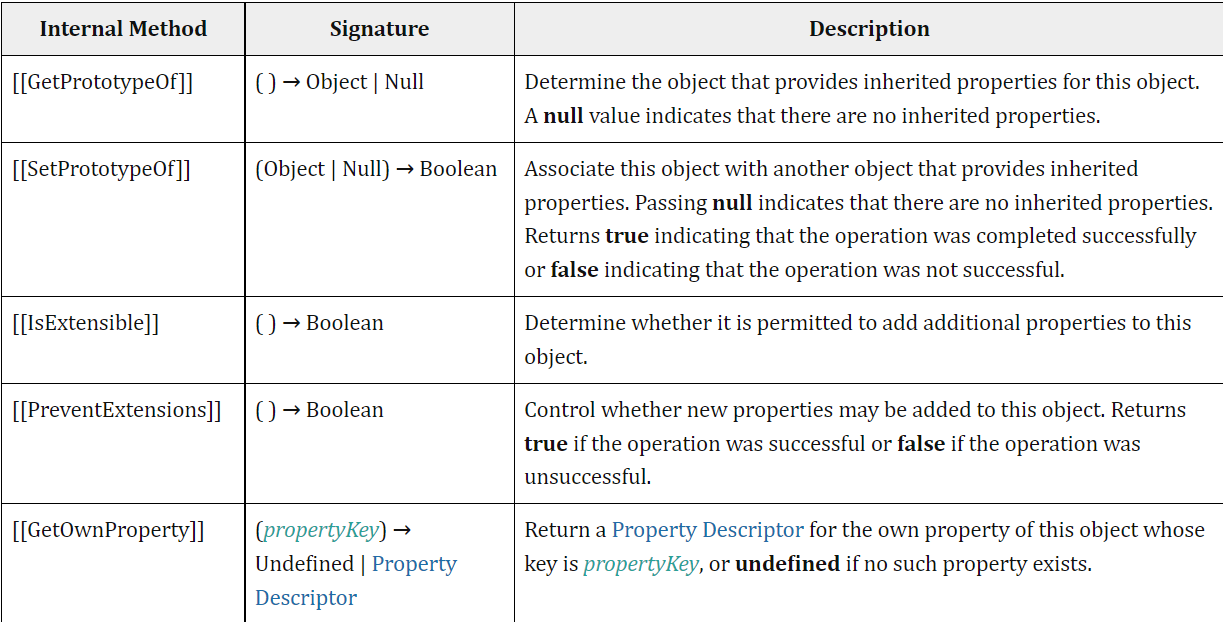 Internal Method Signature Description
[[GetPrototypeOf]] ( ) → Object | Null Determine the object that provides inherited properties for this object.
A null value indicates that there are no inherited properties.
[[SetPrototypeOf]] (Object | Null) → Boolean Associate this object with another object that provides inherited
properties. Passing null indicates that there are no inherited properties.
Returns true indicating that the operation was completed successfully
or false indicating that the operation was not successful.
[[IsExtensible]] ( ) → Boolean Determine whether it is permitted to add additional properties to this
object.
[[PreventExtensions]] ( ) → Boolean Control whether new properties may be added to this object. Returns
true if the operation was successful or false if the operation was
unsuccessful.
[[GetOwnProperty]] (propertyKey) → Return a Property Descriptor for the own property of this object whose
Undefined | Property key is propertyKey, or undefined if no such property exists.
Descriptor